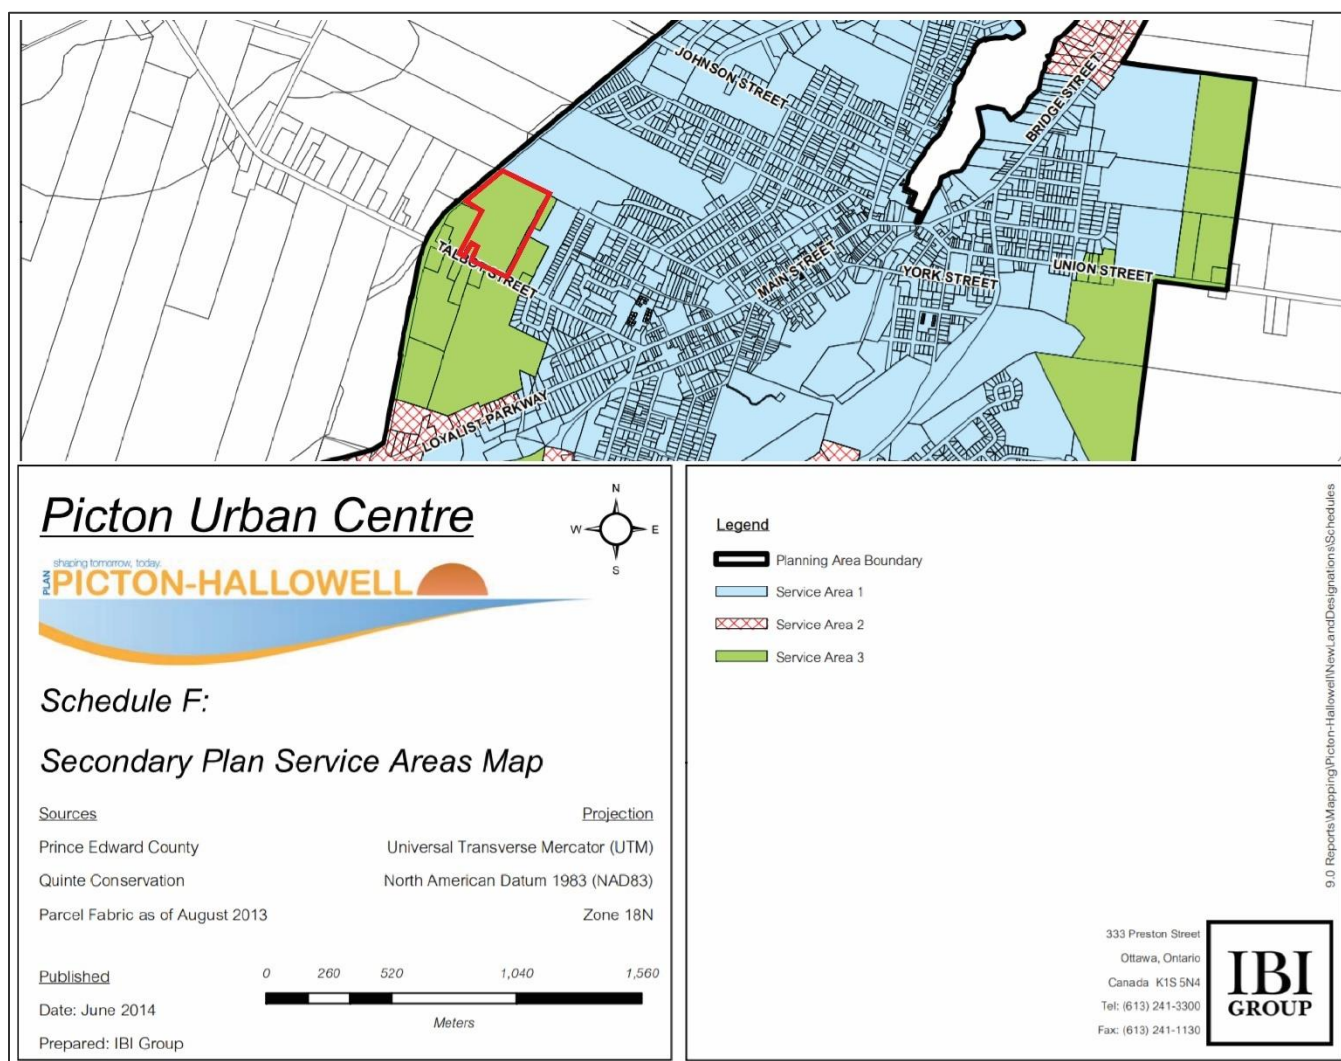 JOHNSON STREET
BRIDGE STREET
TALBOT STREET
MAIN STREET
YORK STREET
UNION STREET
LOYALIST PARKWAY
Picton Urban Centre
N
W E
S
shaping tomorrow, today.
PLAN
PICTON-HALLOWELL
Schedule F:
Secondary Plan Service Areas Map
Sources
Prince Edward County
Quinte Conservation
Parcel Fabric as of August 2013
Projection
Universal Transverse Mercator (UTM)
North American Datum 1983 (NAD83)
Zone 18N
Published
Date: June 2014
Prepared: IBI Group
0 260 520 1,040 1,560
Meters
Legend
Planning Area Boundary
Service Area 1
Service Area 2
Service Area 3
9.0 Reports\Mapping\Picton-Hallowell\NewLandDesignations\Schedules
333 Preston Street
Ottawa, Ontario
Canada K1S 5N4
Tel: (613) 241-3300
Fax: (613) 241-1130
IBI
GROUP